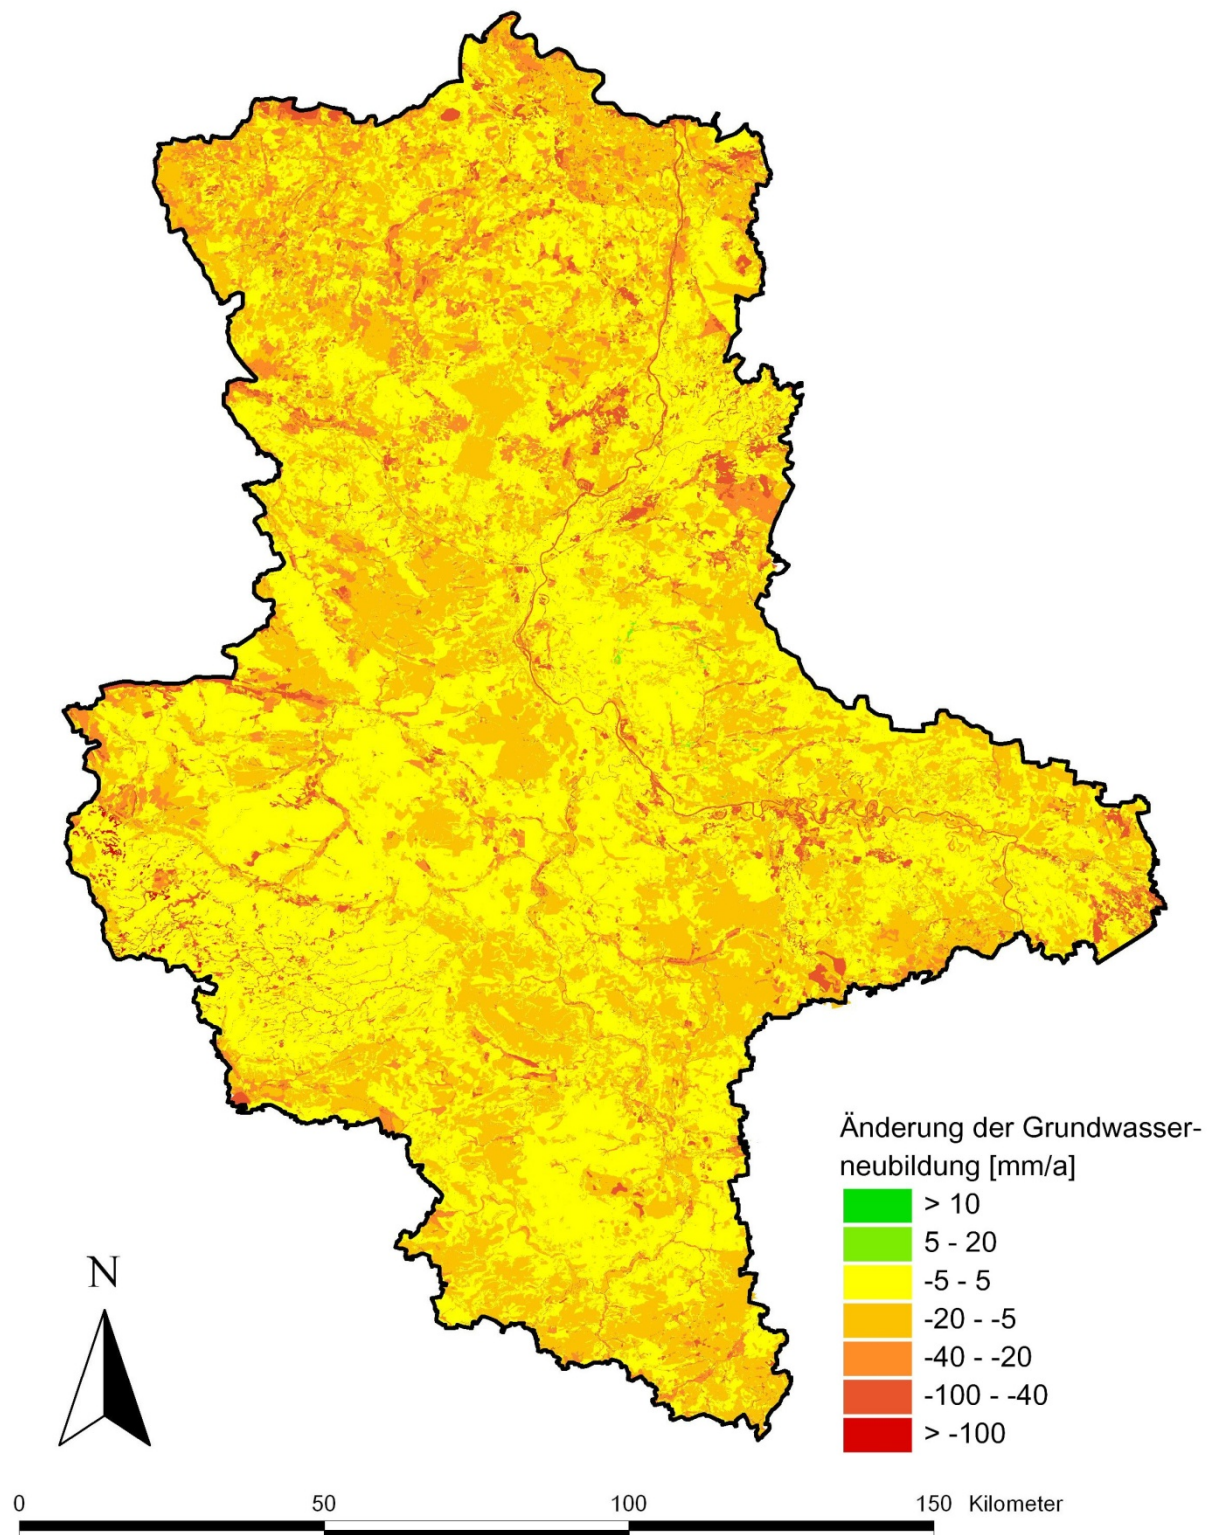 Änderung der Grundwasser-
neubildung [mm/a]
> 10
5 - 20
-5 - 5
-20 - -5
-40 - -20
-100 - -40
> -100
N
0 50 100 150 Kilometer